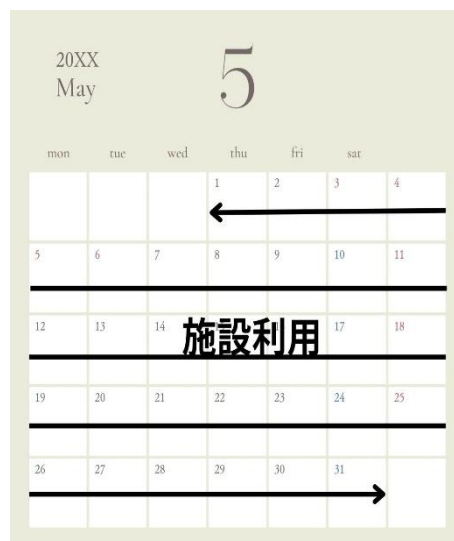 20XX
May
5
mon tue wed thu fri sat
1 2 3 4
5 6 7 8 9 10 11
12 13 14 17 18
施設利用
19 20 21 22 23 24 25
26 27 28 29 30 31